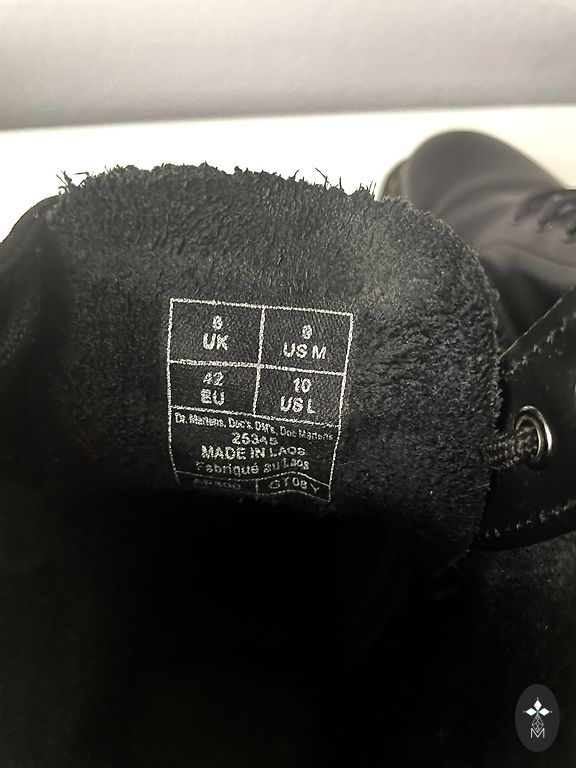 8 UK
9 US M
42 EU
10 US L
Dr. Martens, Doc's, DM's, Doc Martens
25345
MADE IN LAOS
Fabriqué au Laos
GT08Y
M